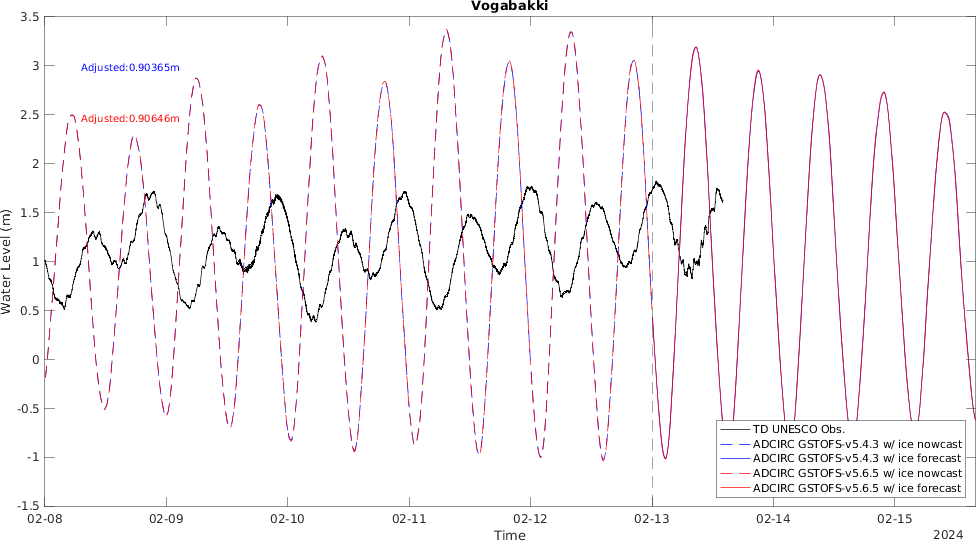 Vogabakki
3.5
3
2.5
2
1.5
1
0.5
0
-0.5
-1
-1.5
Water Level (m)
Adjusted:0.90365m
Adjusted:0.90646m
TD UNESCO Obs.
ADCIRC GSTOFS-v5.4.3 w/ ice nowcast
ADCIRC GSTOFS-v5.4.3 w/ ice forecast
ADCIRC GSTOFS-v5.6.5 w/ ice nowcast
ADCIRC GSTOFS-v5.6.5 w/ ice forecast
02-08 02-09 02-10 02-11 02-12 02-13 02-14 02-15
Time
2024